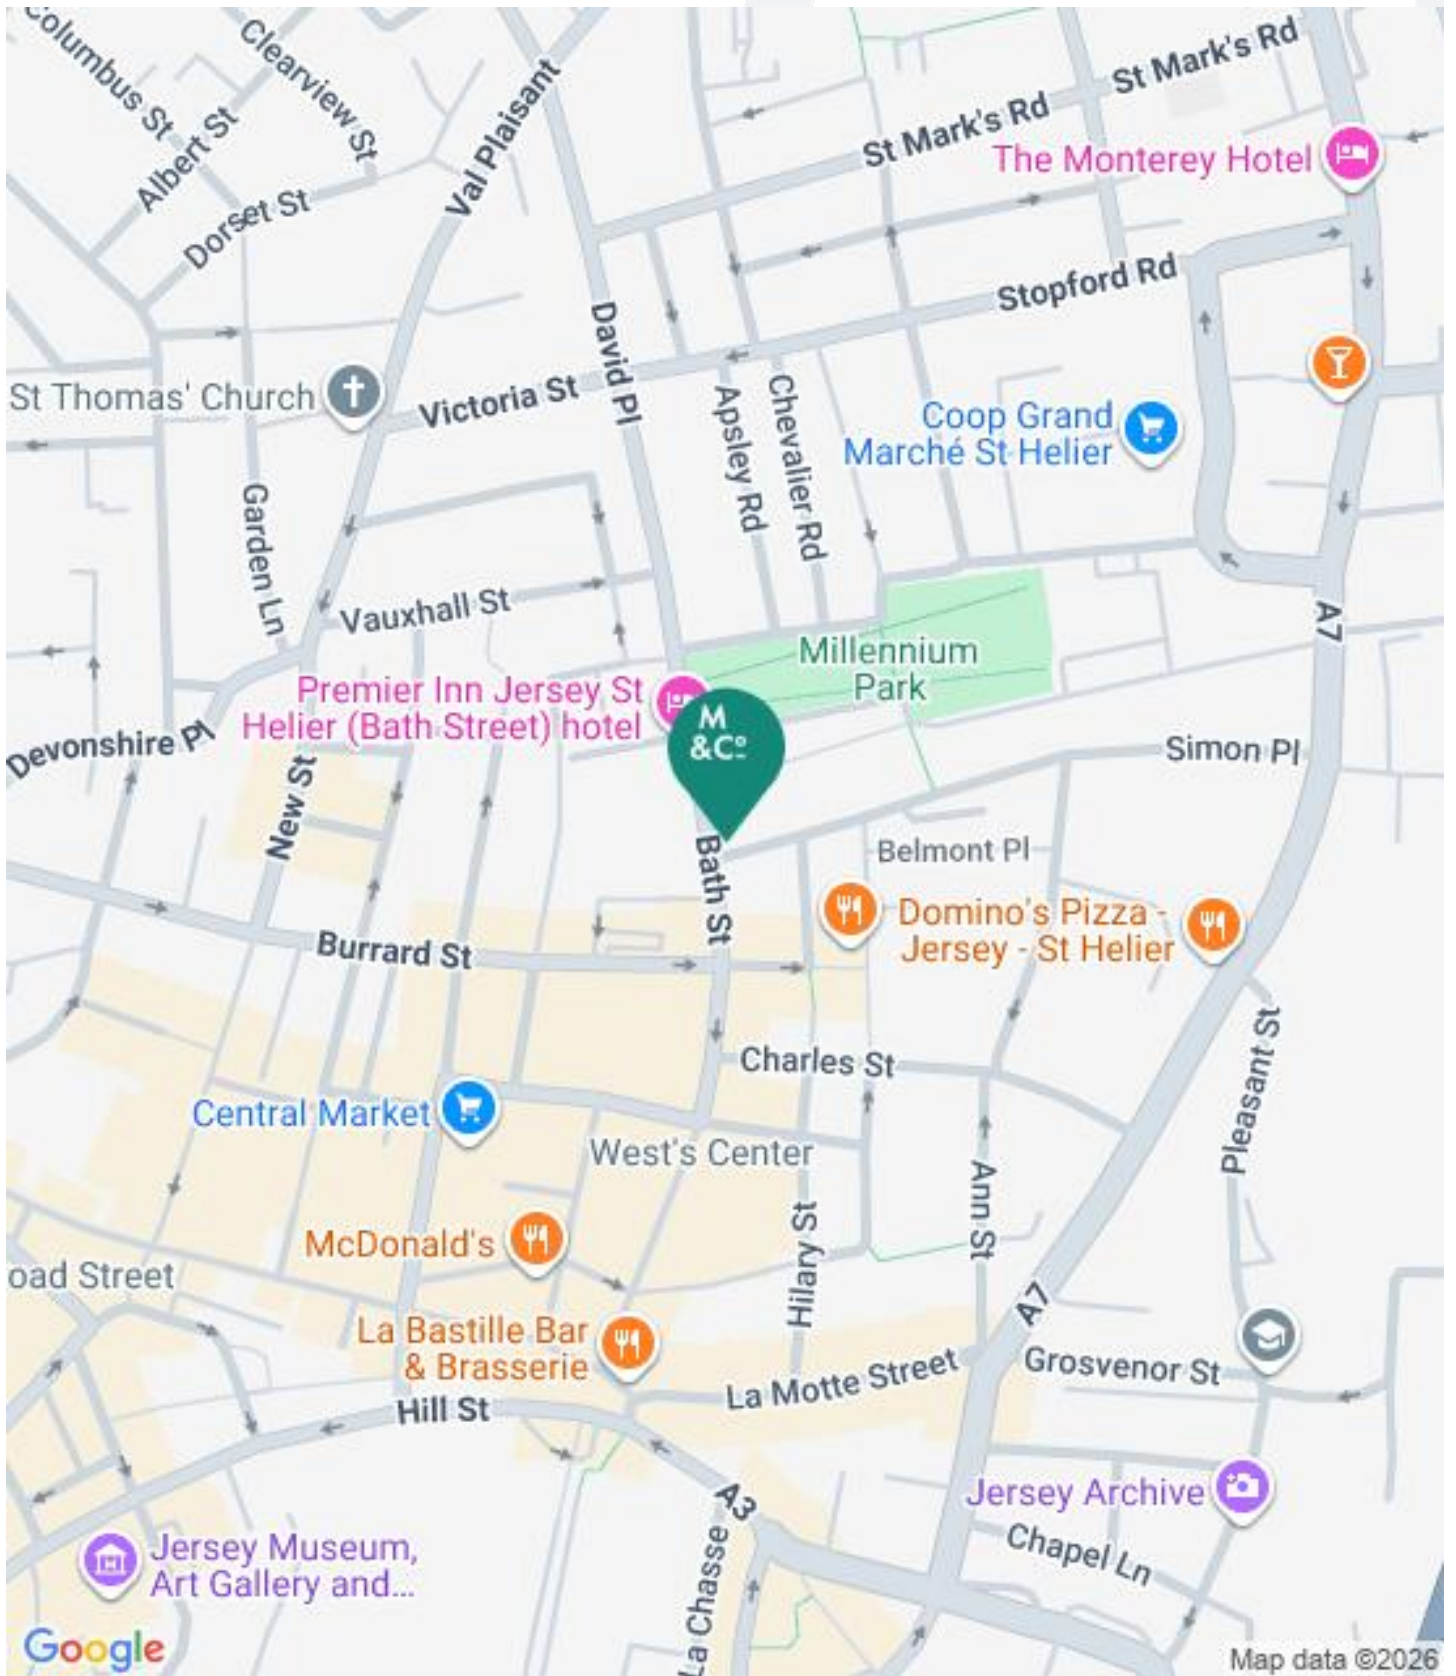 Columbus St
Clearview St
Albert St
Val Plaisant
St Mark's Rd
St Mark's Rd
The Monterey Hotel
Dorset St
Stopford Rd
David Pl
St Thomas' Church
Victoria St
Apsley Rd
Chevalier Rd
Coop Grand
Marché St Helier
Garden Ln
Vauxhall St
A7
Millennium
Park
Premier Inn Jersey St
Helier (Bath Street) hotel
M
&Co
Devonshire Pl
New St
Simon Pl
Bath St
Belmont Pl
Domino's Pizza -
Jersey - St Helier
Burrard St
Charles St
Pleasant St
Central Market
West's Center
Ann St
Hilary St
McDonald's
oad Street
A7
La Bastille Bar
& Brasserie
La Motte Street
Grosvenor St
Hill St
A3
Jersey Archive
La Chasse
Chapel Ln
Jersey Museum,
Art Gallery and...
Google
Map data ©2026